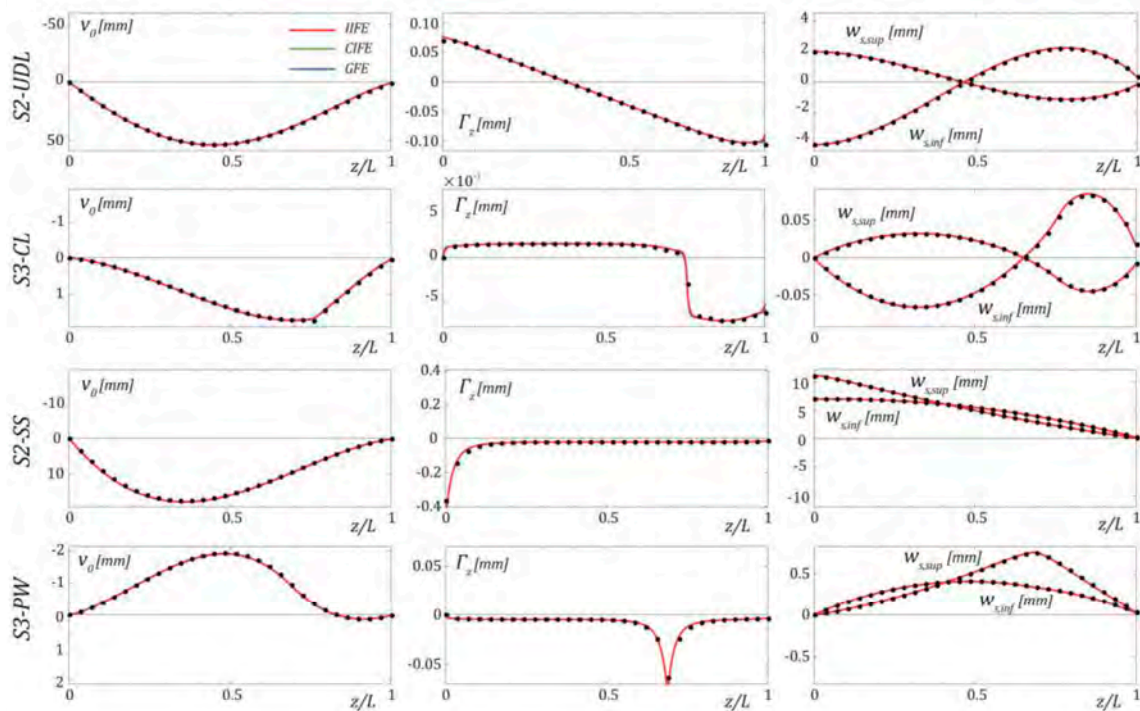 S2-UDL
v0 [mm]
IIFE
CIFE
GFE
-50
0
50
0
0.5
1
z/L
0.10
0.05
0
-0.05
-0.10
Γz [mm]
0
0.5
1
z/L
4
2
0
-2
-4
ws,sup [mm]
ws,inf [mm]
0
0.5
1
z/L
S3-CL
v0 [mm]
-1
0
1
0
0.5
1
z/L
5
0
-5
Γz [mm]
0
0.5
1
z/L
0.05
0
-0.05
ws,sup [mm]
ws,inf [mm]
0
0.5
1
z/L
S2-SS
v0 [mm]
-10
0
10
0
0.5
1
z/L
0.4
0.2
0
-0.2
-0.4
Γz [mm]
0
0.5
1
z/L
10
5
0
-5
-10
ws,sup [mm]
ws,inf [mm]
0
0.5
1
z/L
S3-PW
v0 [mm]
-2
-1
0
1
2
0
0.5
1
z/L
0.05
0
-0.05
Γz [mm]
0
0.5
1
z/L
0.5
0
-0.5
ws,sup [mm]
ws,inf [mm]
0
0.5
1
z/L